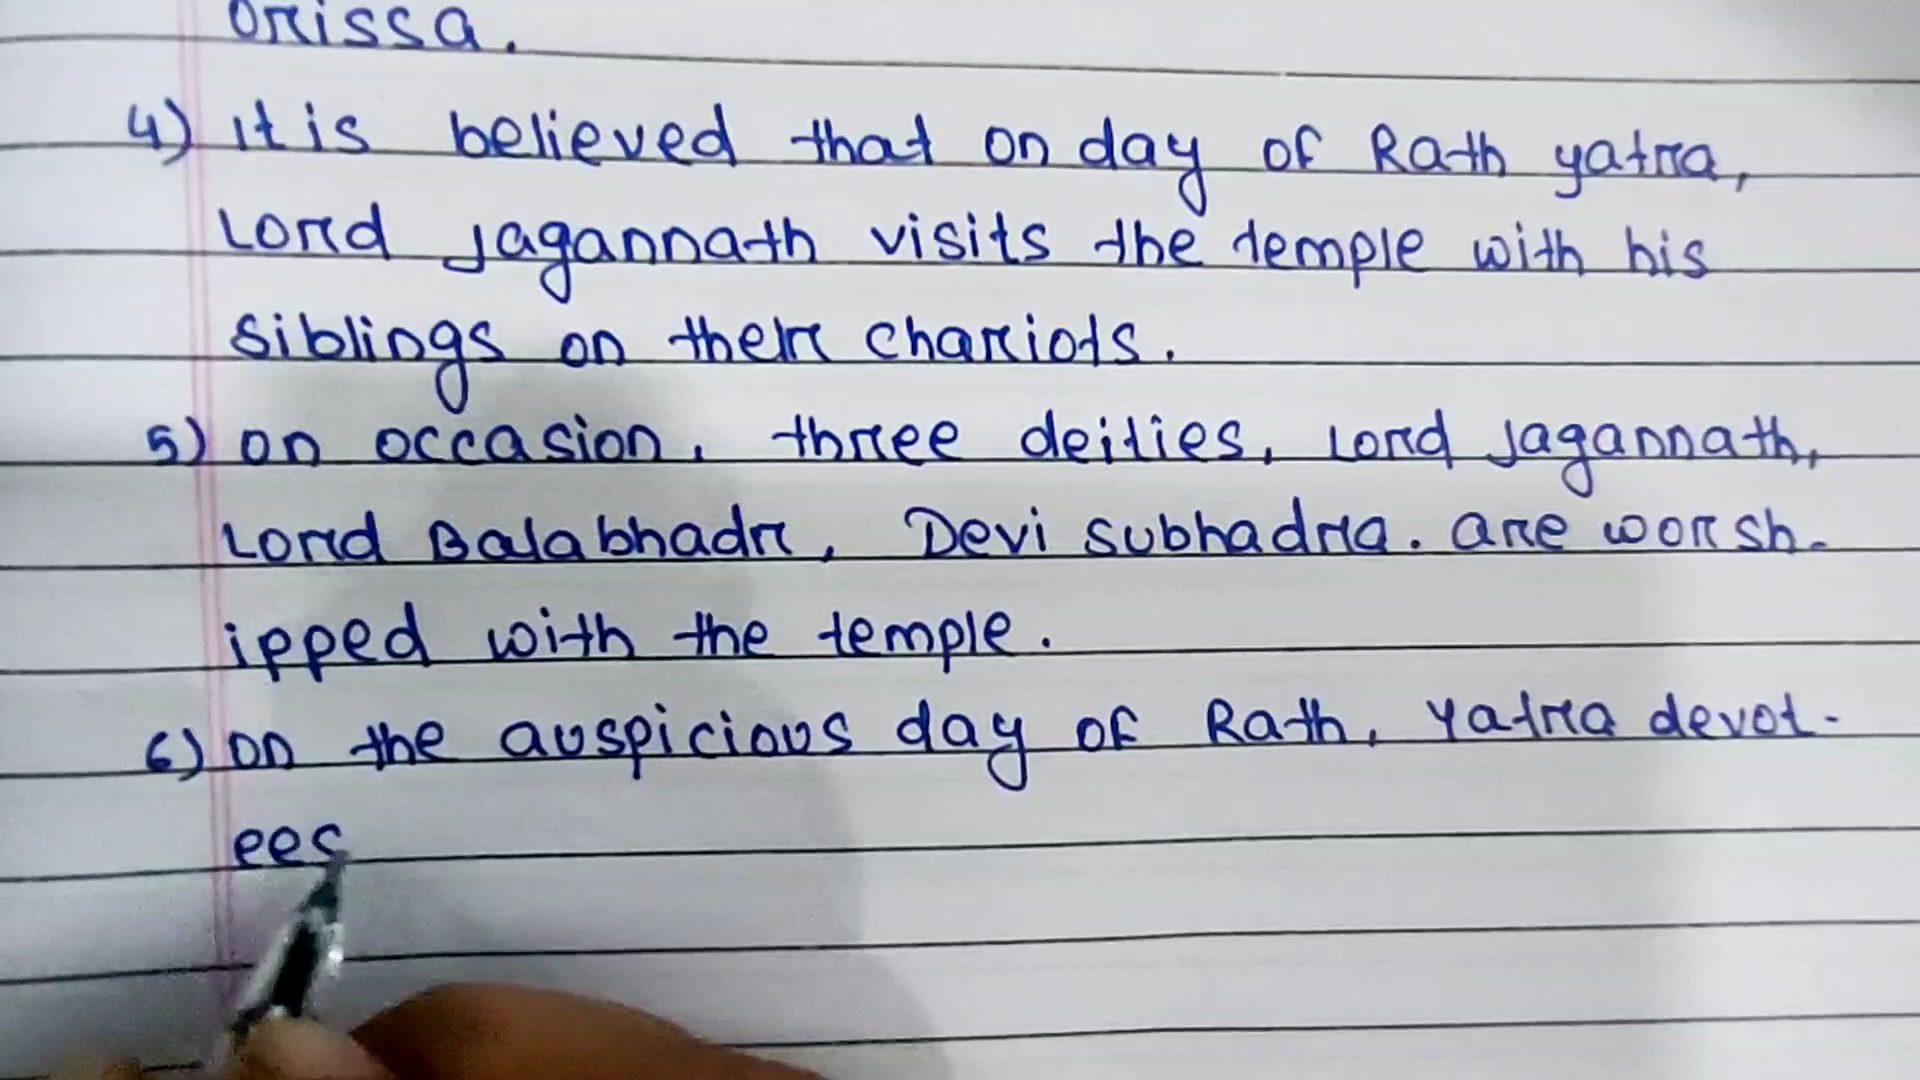 Orissa.
4) It is believed that on day of Rath yatra,
Lord Jagannath visits the temple with his
siblings on their chariots.
5) on occasion, three deities, Lord Jagannath,
Lord Balabhadr, Devi subhadra. are worsh-
ipped with the temple.
6) on the auspicious day of Rath, Yatra devot-
ees